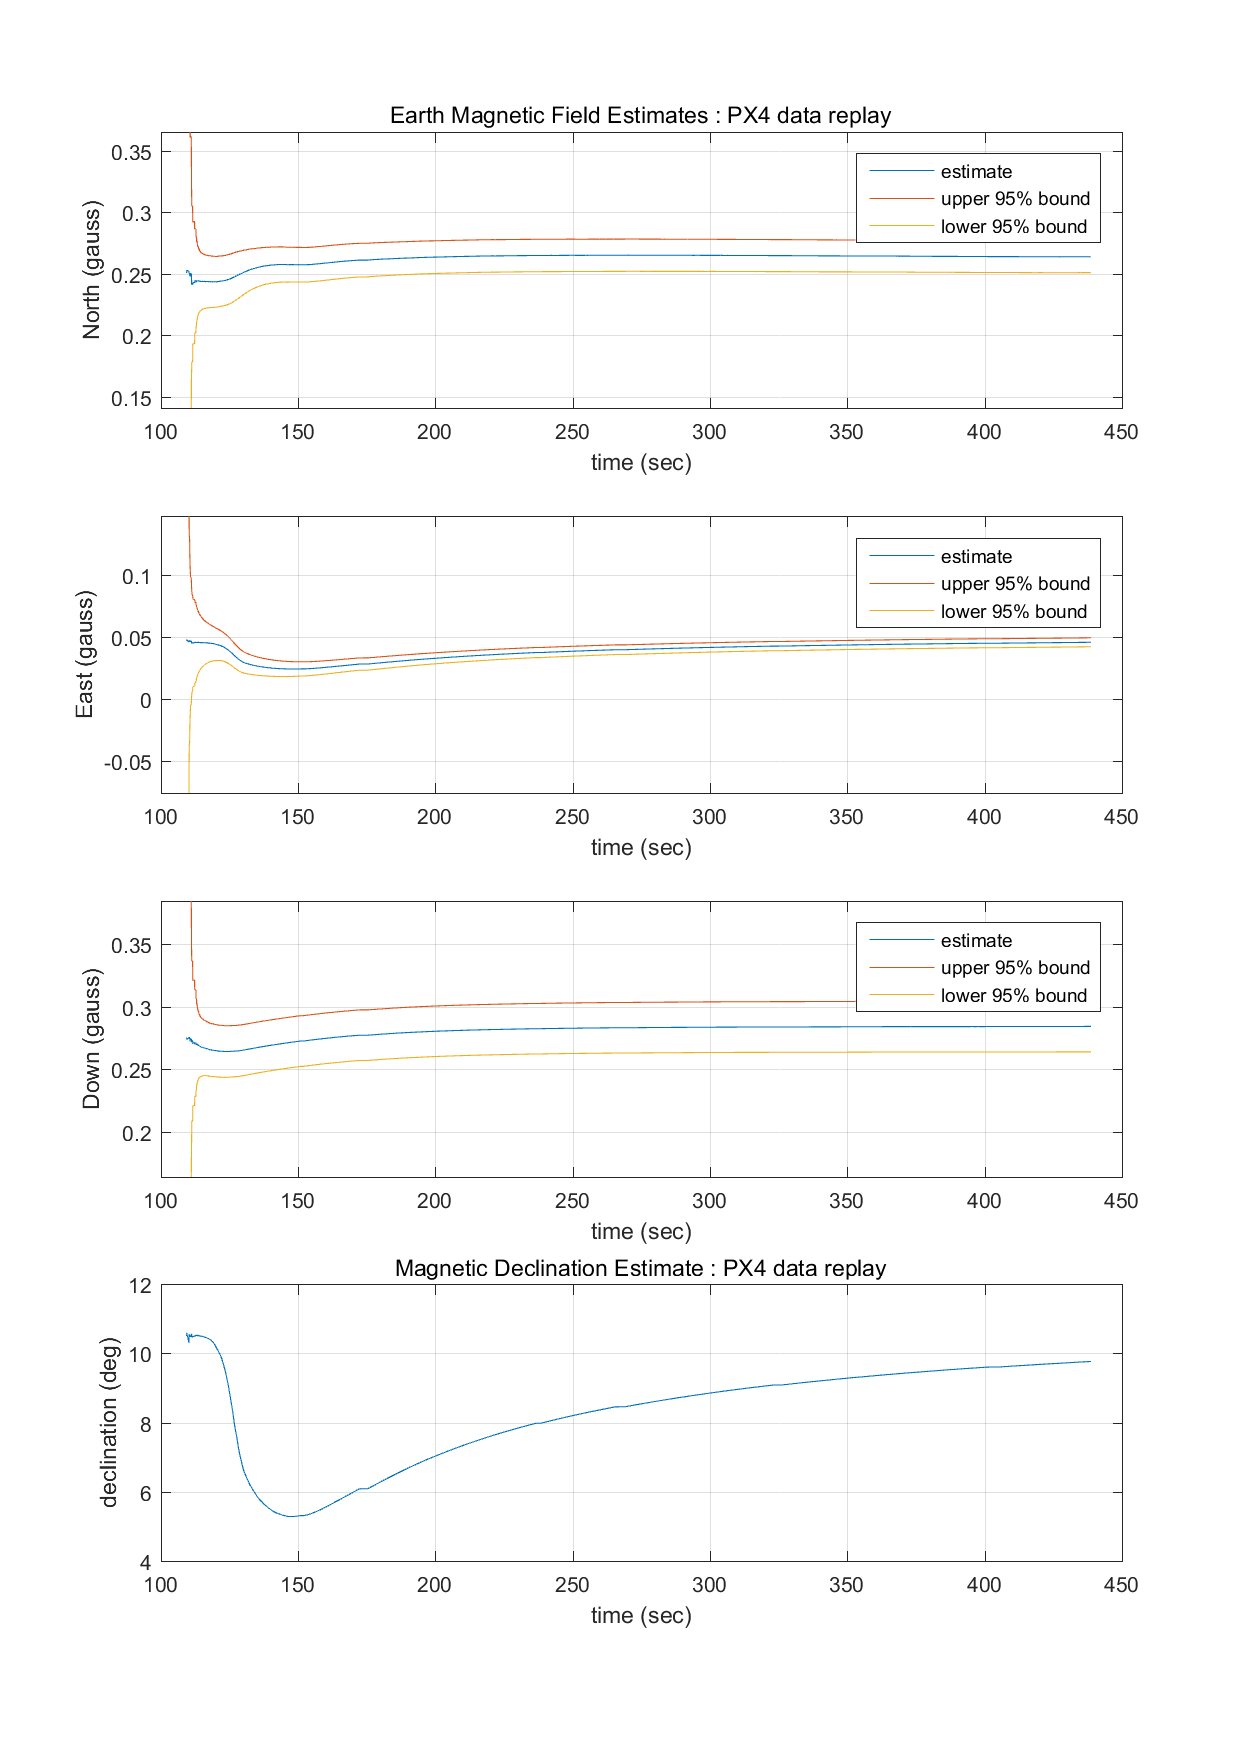 Earth Magnetic Field Estimates : PX4 data replay
0.35
0.3
0.25
0.2
0.15
North (gauss)
estimate
upper 95% bound
lower 95% bound
100 150 200 250 300 350 400 450
time (sec)
0.1
0.05
0
-0.05
East (gauss)
estimate
upper 95% bound
lower 95% bound
100 150 200 250 300 350 400 450
time (sec)
0.35
0.3
0.25
0.2
Down (gauss)
estimate
upper 95% bound
lower 95% bound
100 150 200 250 300 350 400 450
time (sec)
Magnetic Declination Estimate : PX4 data replay
12
10
8
6
4
declination (deg)
100 150 200 250 300 350 400 450
time (sec)